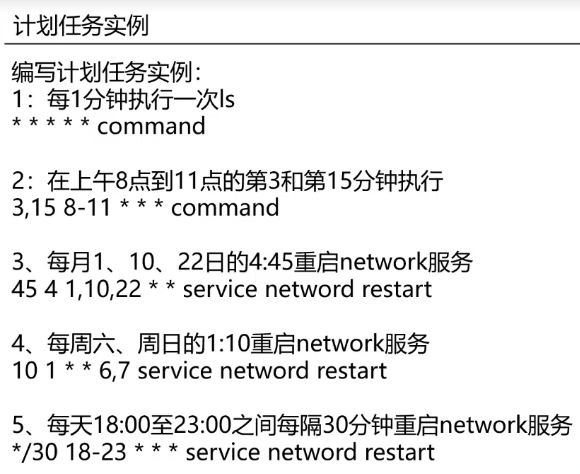 计划任务实例
编写计划任务实例：
1：每1分钟执行一次ls
* * * * * command
2：在上午8点到11点的第3和第15分钟执行
3,15 8-11 * * * command
3、每月1、10、22日的4:45重启network服务
45 4 1,10,22 * * service netword restart
4、每周六、周日的1:10重启network服务
10 1 * * 6,7 service netword restart
5、每天18:00至23:00之间每隔30分钟重启network服务
*/30 18-23 * * * service netword restart